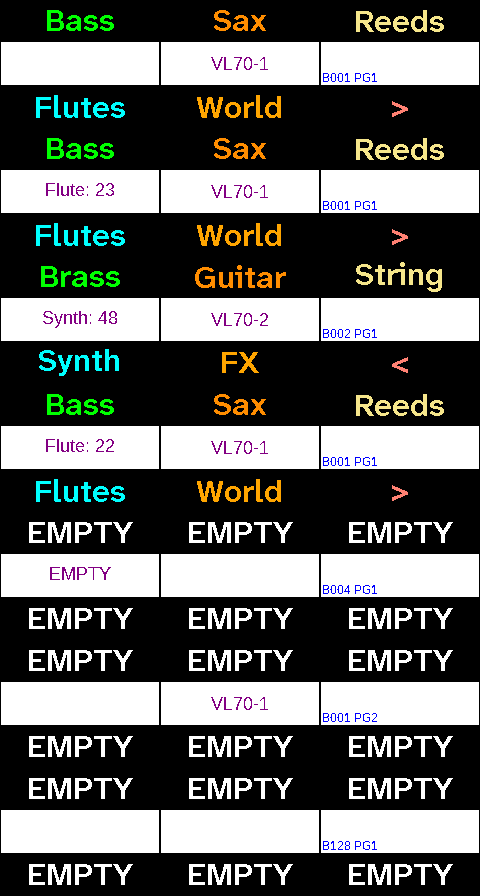 Bass Sax Reeds
VL70-1 B001 PG1
Flutes World >
Bass Sax Reeds
Flute: 23 VL70-1 B001 PG1
Flutes World >
Brass Guitar String
Synth: 48 VL70-2 B002 PG1
Synth FX <
Bass Sax Reeds
Flute: 22 VL70-1 B001 PG1
Flutes World >
EMPTY EMPTY EMPTY
EMPTY B004 PG1
EMPTY EMPTY EMPTY
EMPTY EMPTY EMPTY
VL70-1 B001 PG2
EMPTY EMPTY EMPTY
EMPTY EMPTY EMPTY
B128 PG1
EMPTY EMPTY EMPTY